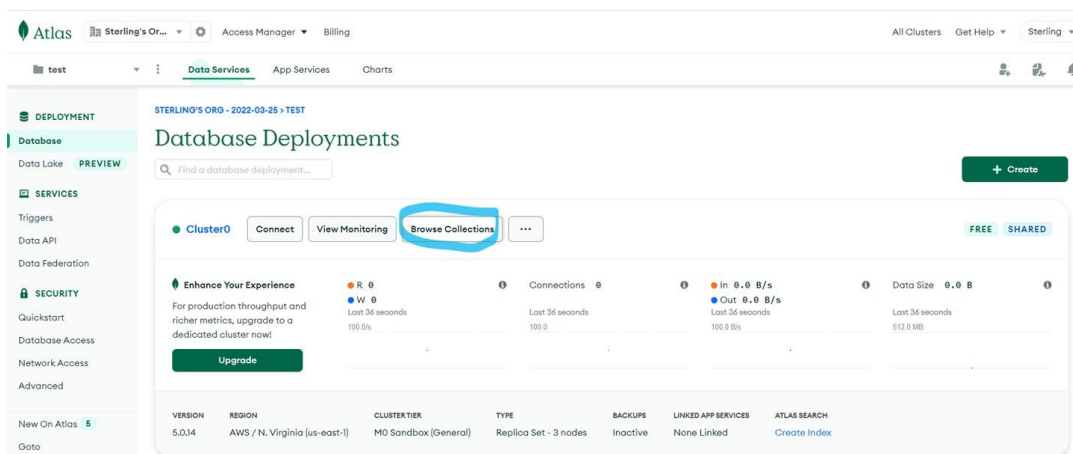 Atlas Sterling's Or... Access Manager Billing All Clusters Get Help Sterling
test Data Services App Services Charts
DEPLOYMENT
Database
Data Lake PREVIEW
SERVICES
Triggers
Data API
Data Federation
SECURITY
Quickstart
Database Access
Network Access
Advanced
New On Atlas 5
Goto
STERLING'S ORG - 2022-03-25 > TEST
Database Deployments
Find a database deployment...
+ Create
Cluster0 Connect View Monitoring Browse Collections ... FREE SHARED
Enhance Your Experience
For production throughput and
richer metrics, upgrade to a
dedicated cluster now!
Upgrade
R 0
W 0
Last 36 seconds
100.0/s
Connections 0
Last 36 seconds
100.0
In 0.0 B/s
Out 0.0 B/s
Last 36 seconds
100.0 B/s
Data Size 0.0 B
Last 36 seconds
512.0 MB
VERSION REGION CLUSTER TIER TYPE BACKUPS LINKED APP SERVICES ATLAS SEARCH
5.0.14 AWS / N. Virginia (us-east-1) M0 Sandbox (General) Replica Set - 3 nodes Inactive None Linked Create Index